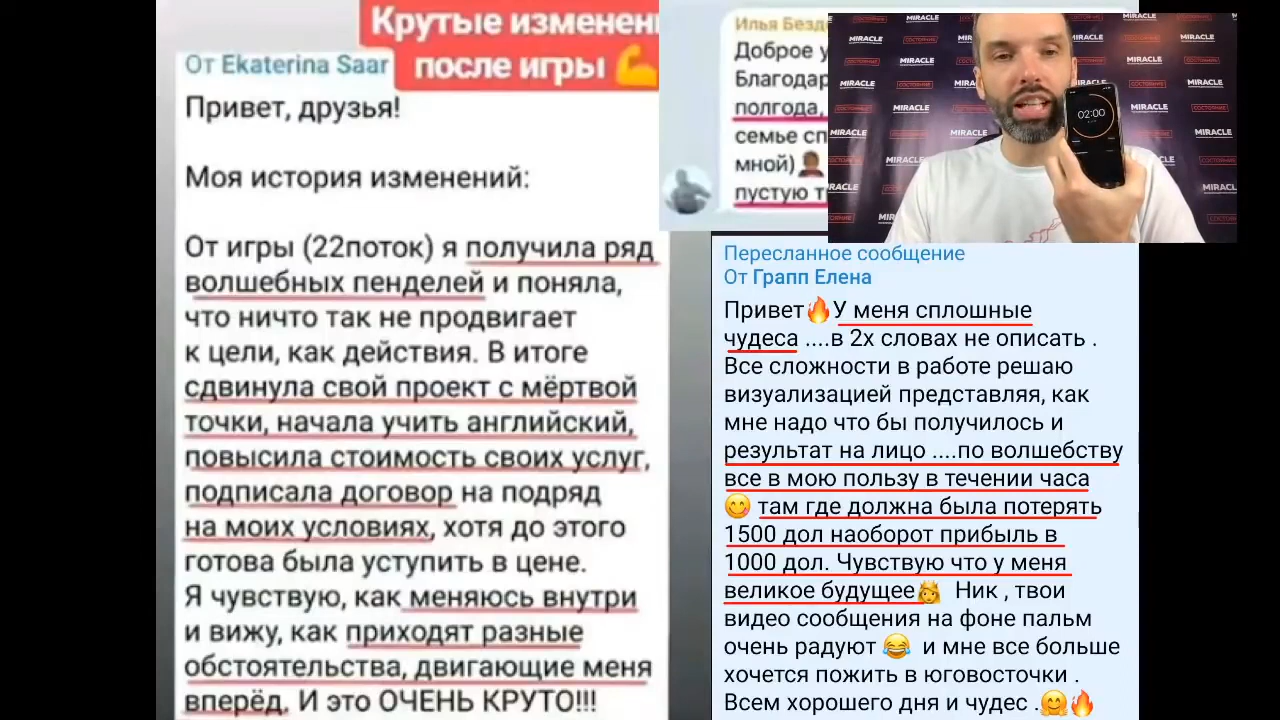 Крутые изменен
после игры
От Ekaterina Saar
Привет, друзья!
Моя история изменений:
От игры (22поток) я получила ряд
волшебных пенделей и поняла,
что ничто так не продвигает
к цели, как действия. В итоге
сдвинула свой проект с мёртвой
точки, начала учить английский,
повысила стоимость своих услуг,
подписала договор на подряд
на моих условиях, хотя до этого
готова была уступить в цене.
Я чувствую, как меняюсь внутри
и вижу, как приходят разные
обстоятельства, двигающие меня
вперёд. И это ОЧЕНЬ КРУТО!!!
Илья Безд
Доброе у
Благодар
полгода,
семье сп
мной)
пустую т
MIRACLE
СОСТОЯНИЕ
02:00
Пересланное сообщение
От Грапп Елена
Привет🔥У меня сплошные
чудеса ....в 2х словах не описать .
Все сложности в работе решаю
визуализацией представляя, как
мне надо что бы получилось и
результат на лицо ....по волшебству
все в мою пользу в течении часа
😋 там где должна была потерять
1500 дол наоборот прибыль в
1000 дол. Чувствую что у меня
великое будущее👸 Ник , твои
видео сообщения на фоне пальм
очень радуют 😂 и мне все больше
хочется пожить в юговосточки .
Всем хорошего дня и чудес .🤗🔥